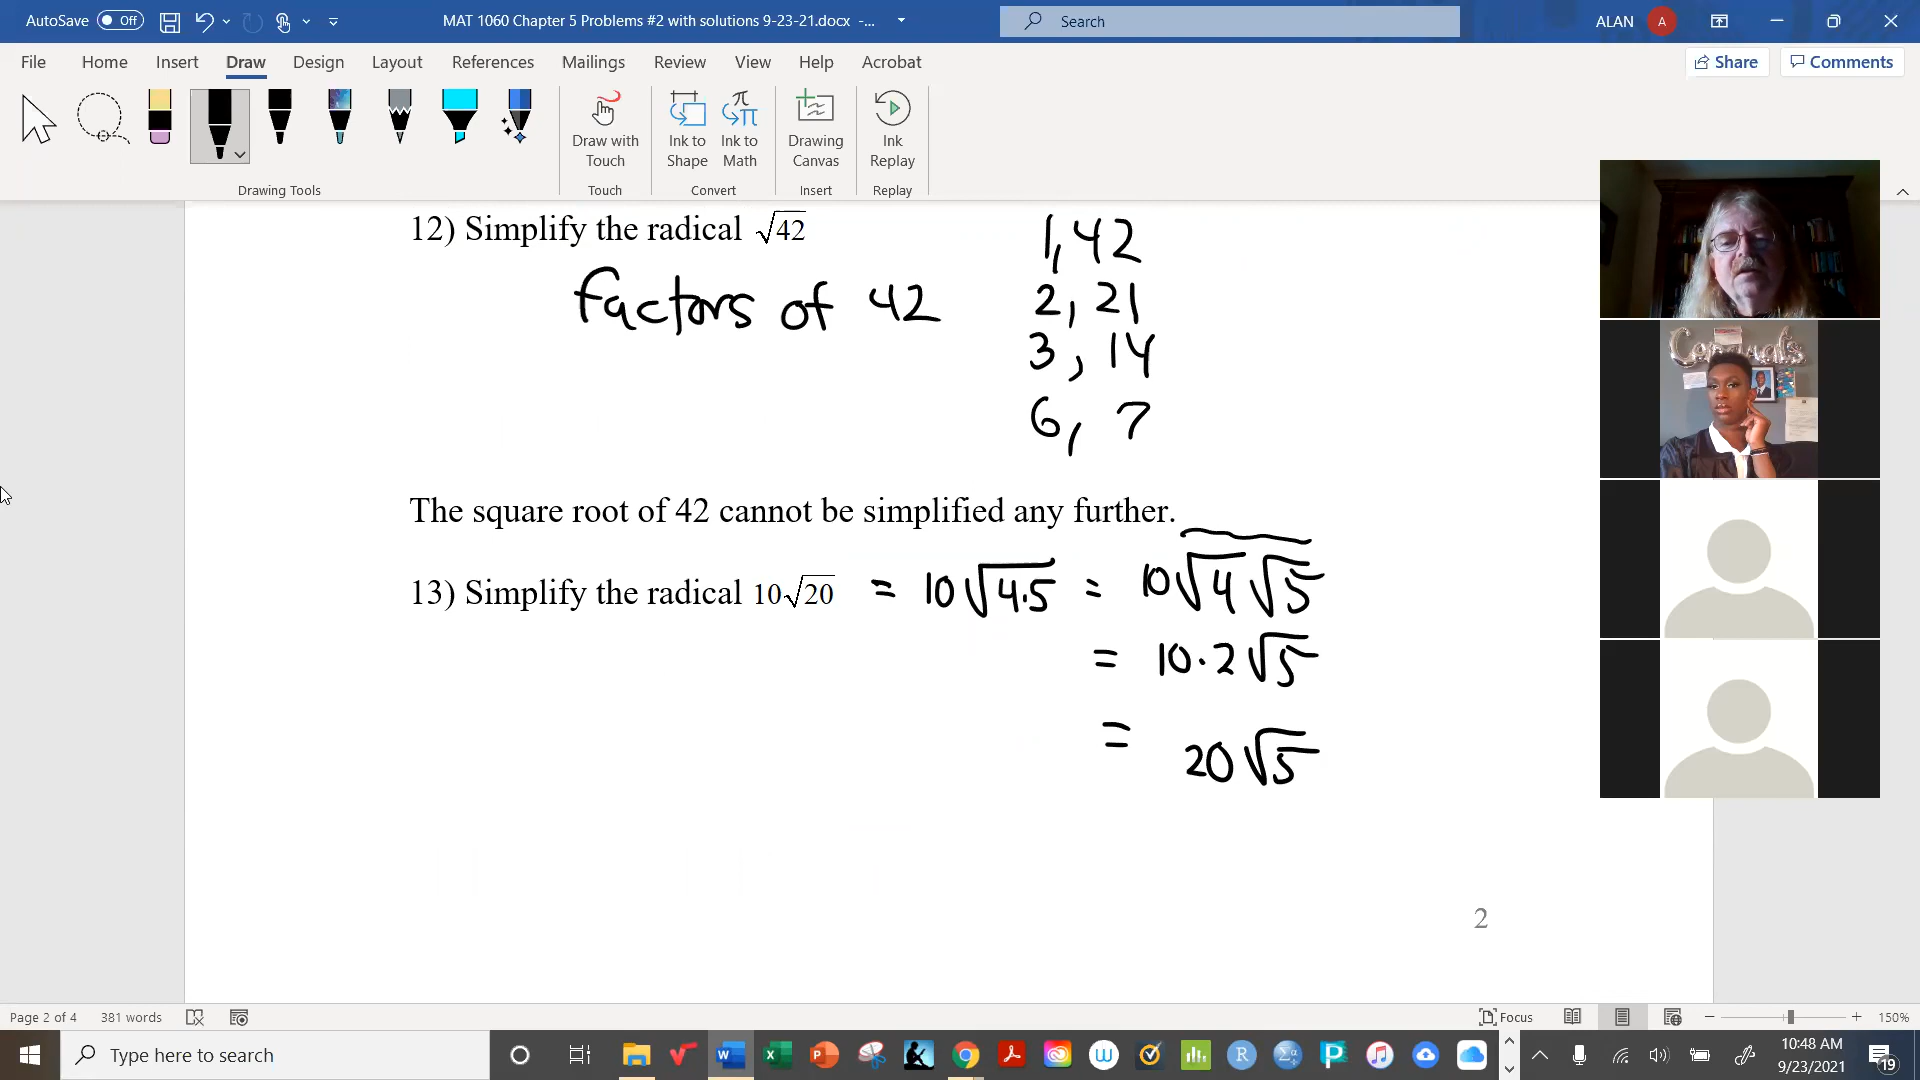 AutoSave Off MAT 1060 Chapter 5 Problems #2 with solutions 9-23-21.docx -... Search ALAN A
File Home Insert Draw Design Layout References Mailings Review View Help Acrobat Share Comments
Draw with Touch
Ink to Shape
Ink to Math
Drawing Canvas
Ink Replay
Drawing Tools Touch Convert Insert Replay
12) Simplify the radical √42
1, 42
factors of 42 2, 21
3, 14
6, 7
The square root of 42 cannot be simplified any further.
13) Simplify the radical 10√20 = 10√4·5 = 10√4 √5
= 10·2√5
= 20√5
2
Page 2 of 4 381 words Focus 150%
Type here to search 10:48 AM
9/23/2021 19